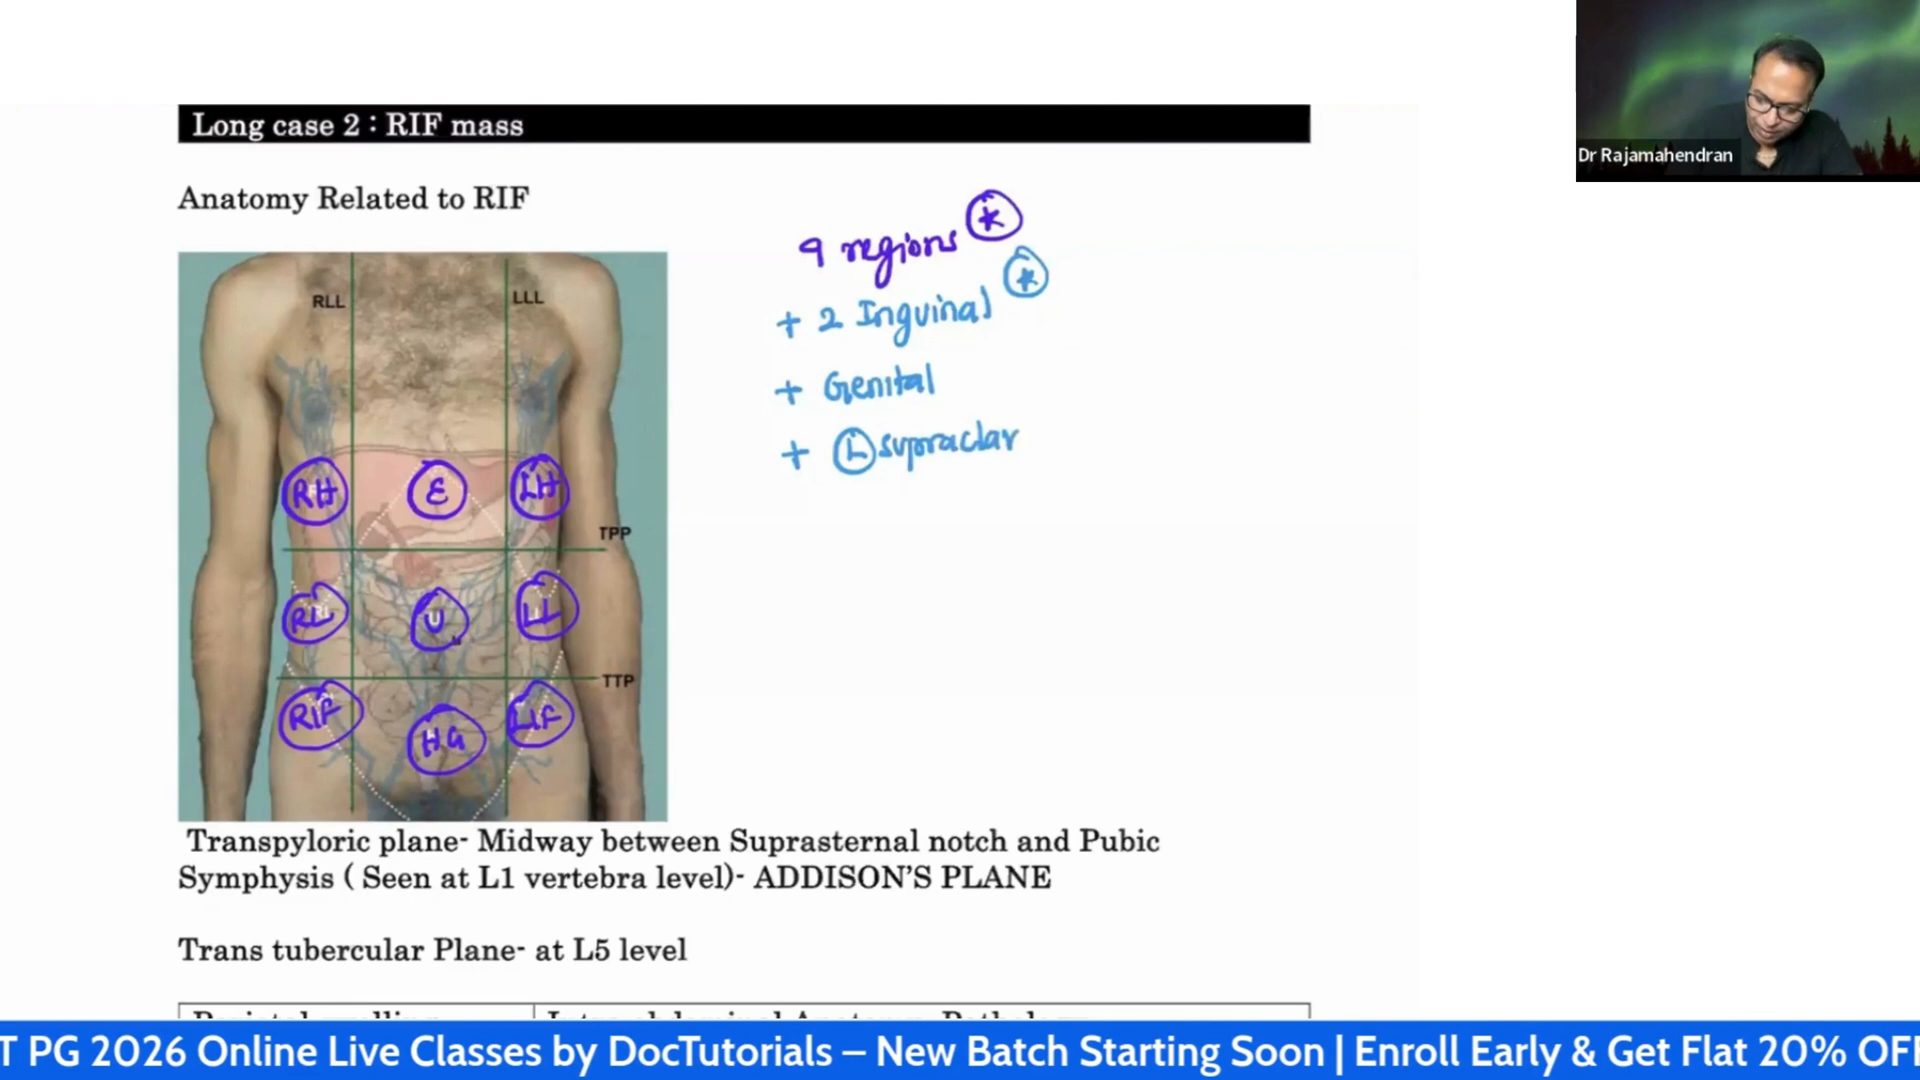 Dr Rajamahendran
Long case 2 : RIF mass
Anatomy Related to RIF
9 regions
+ 2 Inguinal
+ Genital
+ L supraclav
RLL LLL
RH E LH
TPP
RL U LL
TTP
RIF HG LIF
Transpyloric plane- Midway between Suprasternal notch and Pubic
Symphysis ( Seen at L1 vertebra level)- ADDISON'S PLANE
Trans tubercular Plane- at L5 level
T PG 2026 Online Live Classes by DocTutorials – New Batch Starting Soon | Enroll Early & Get Flat 20% OF